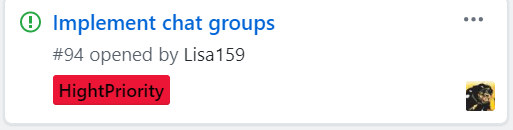 Implement chat groups
#94 opened by Lisa159
HightPriority